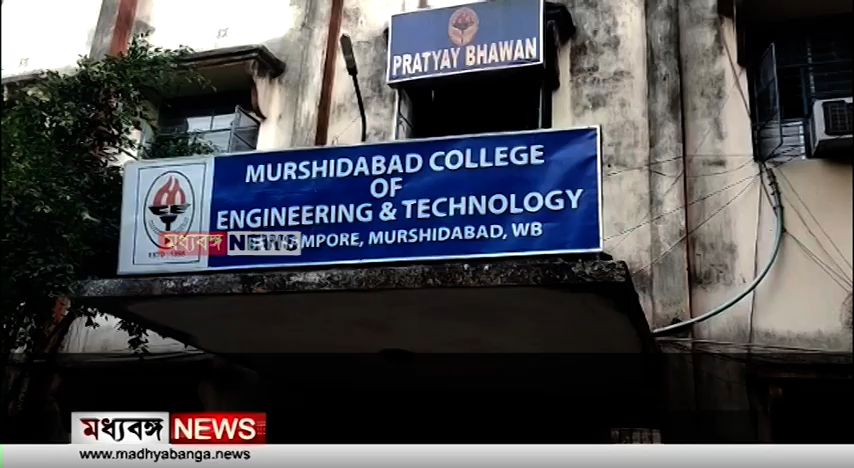 PRATYAY BHAWAN
MURSHIDABAD COLLEGE
OF
ENGINEERING & TECHNOLOGY
MPORE, MURSHIDABAD, WB
মধ্যবঙ্গ NEWS
মধ্যবঙ্গ NEWS
www.madhyabanga.news